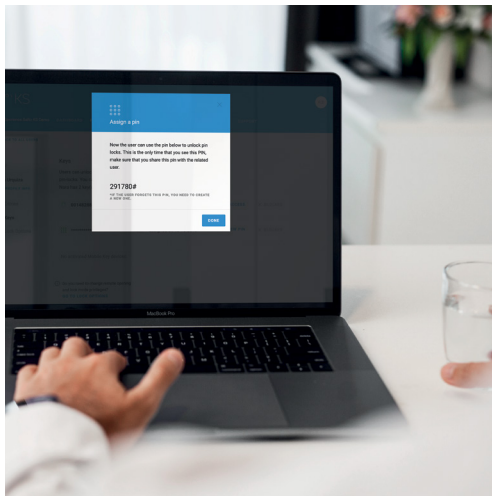 KS
Assign a pin
Now the user can use the pin below to unlock pin
locks. This is the only time that you see this PIN,
make sure that you share this pin with the related
user.
291780#
*IF THE USER FORGETS THIS PIN, YOU NEED TO CREATE
A NEW ONE.
DONE
MacBook Pro